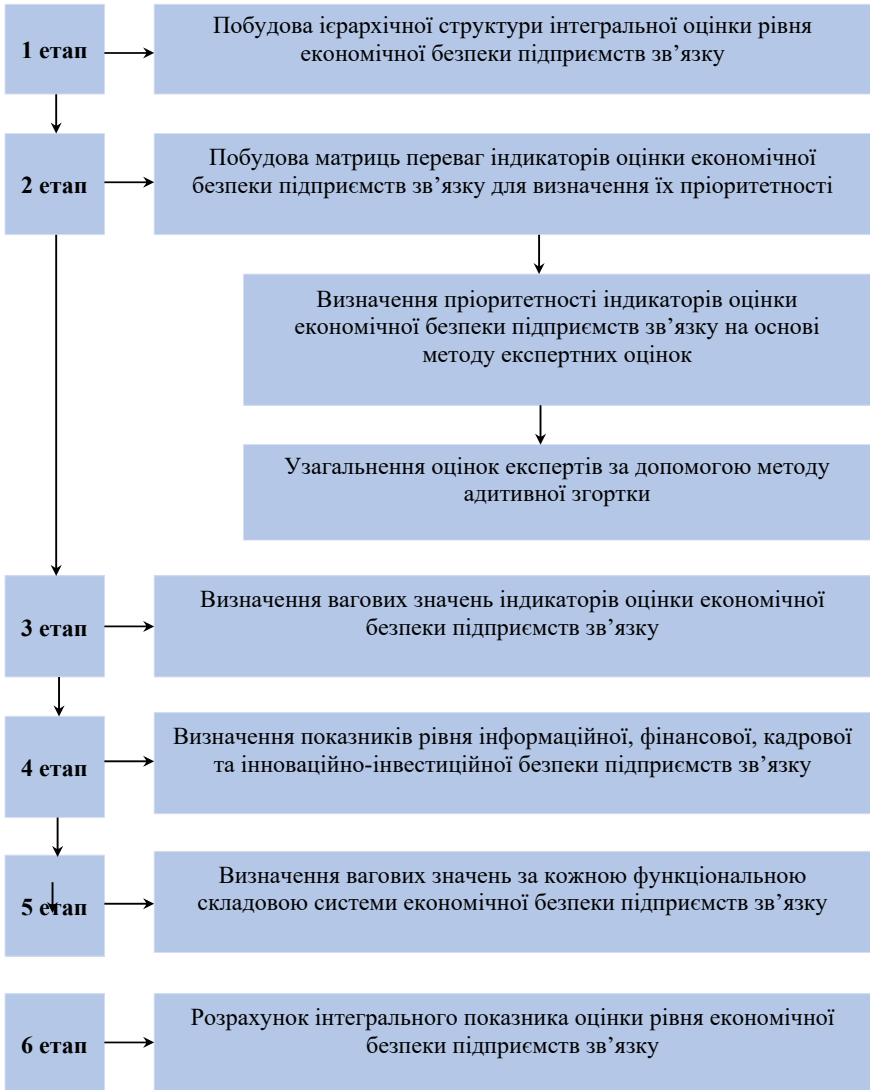 1 етап
Побудова ієрархічної структури інтегральної оцінки рівня
економічної безпеки підприємств зв’язку
2 етап
Побудова матриць переваг індикаторів оцінки економічної
безпеки підприємств зв’язку для визначення їх пріоритетності
Визначення пріоритетності індикаторів оцінки
економічної безпеки підприємств зв’язку на основі
методу експертних оцінок
Узагальнення оцінок експертів за допомогою методу
адитивної згортки
3 етап
Визначення вагових значень індикаторів оцінки економічної
безпеки підприємств зв’язку
4 етап
Визначення показників рівня інформаційної, фінансової, кадрової
та інноваційно-інвестиційної безпеки підприємств зв’язку
5 етап
Визначення вагових значень за кожною функціональною
складовою системи економічної безпеки підприємств зв’язку
6 етап
Розрахунок інтегрального показника оцінки рівня економічної
безпеки підприємств зв’язку